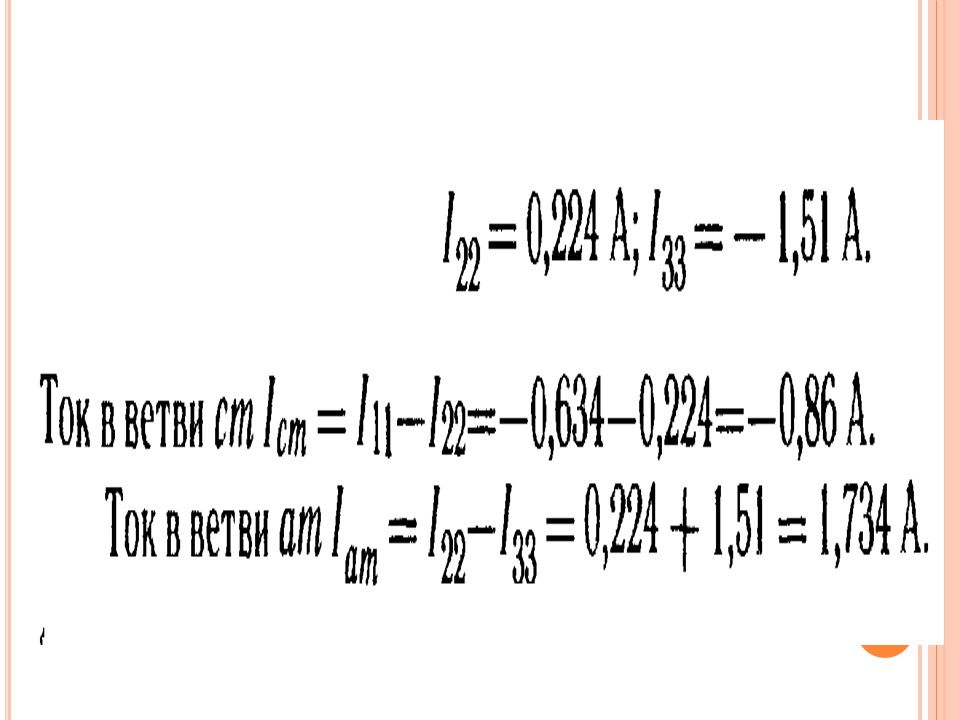 I22 = 0,224 А; I33 = – 1,51 А.
Ток в ветви cm Icm = I11–I22=–0,634–0,224=–0,86 А.
Ток в ветви am Iam = I22–I33 = 0,224 + 1,51 = 1,734 А.